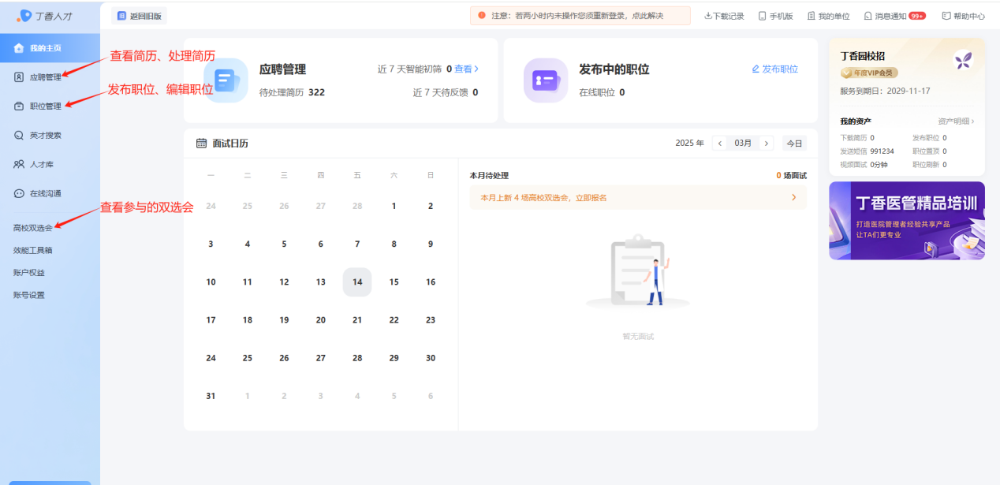 丁香人才
返回旧版
注意：若两小时内未操作您须重新登录，点此解决
下载记录
手机版
我的单位
消息通知 99+
帮助中心
我的主页
应聘管理
职位管理
英才搜索
人才库
在线沟通
高校双选会
效能工具箱
账户权益
账号设置
查看简历、处理简历
发布职位、编辑职位
查看参与的双选会
应聘管理
近 7 天智能初筛 0 查看
待处理简历 322
近 7 天待反馈 0
发布中的职位
发布职位
在线职位 0
面试日历
2025 年 03月 今日
一 二 三 四 五 六 日
24 25 26 27 28 1 2
3 4 5 6 7 8 9
10 11 12 13 14 15 16
17 18 19 20 21 22 23
24 25 26 27 28 29 30
31 1 2 3 4 5 6
本月待处理
0 场面试
本月上新 4 场高校双选会，立即报名
暂无面试
丁香园校招
年度VIP会员
服务到期日：2029-11-17
我的资产
资产明细
下载简历 0 发布职位 0
发送短信 991234 职位置顶 0
视频面试 0分钟 职位刷新 0
丁香医管精品培训
打造医院管理者经验共享产品
让TA们更专业